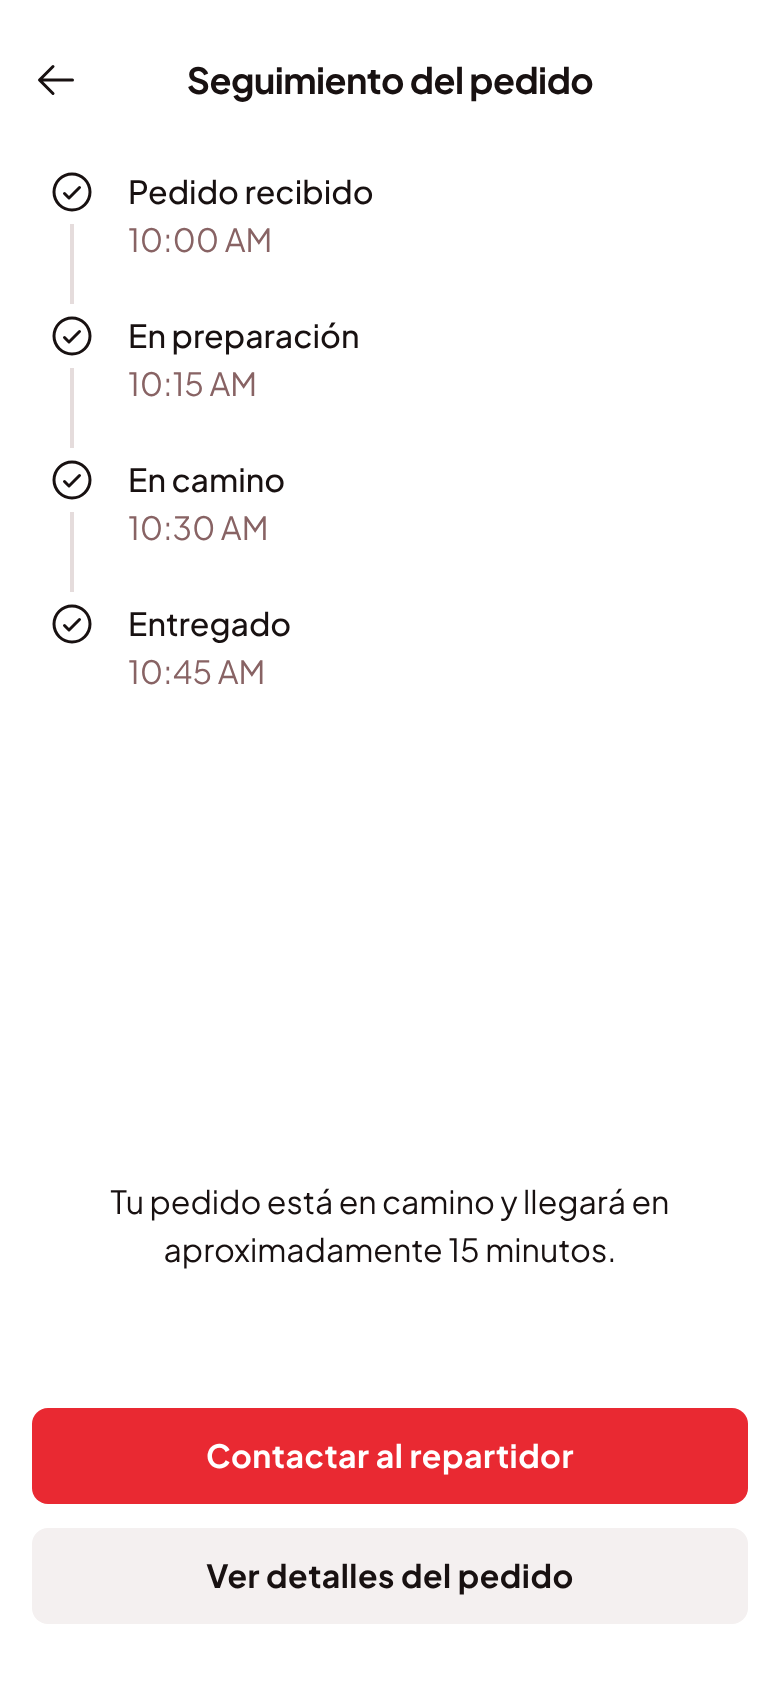 Seguimiento del pedido
Pedido recibido
10:00 AM
En preparación
10:15 AM
En camino
10:30 AM
Entregado
10:45 AM
Tu pedido está en camino y llegará en
aproximadamente 15 minutos.
Contactar al repartidor
Ver detalles del pedido